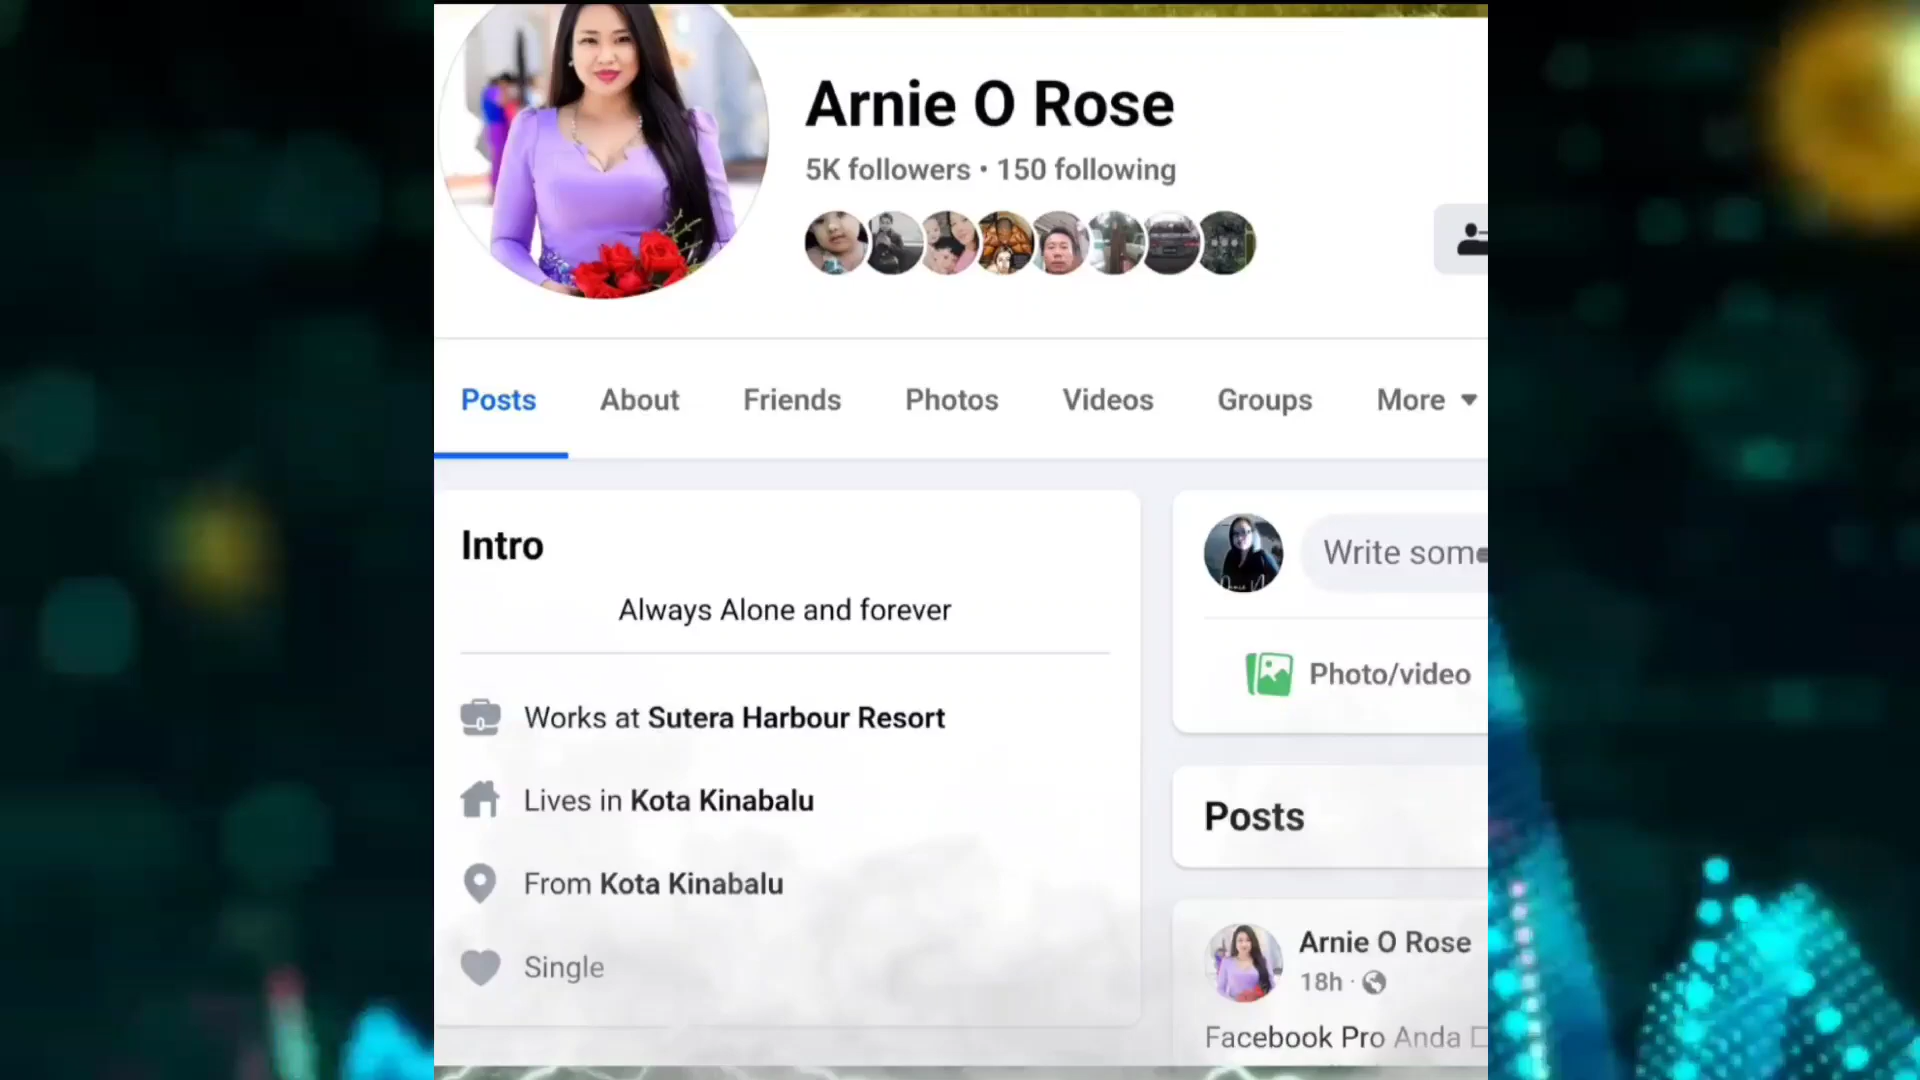 Arnie O Rose
5K followers • 150 following
Posts About Friends Photos Videos Groups More
Intro
Always Alone and forever
Works at Sutera Harbour Resort
Lives in Kota Kinabalu
From Kota Kinabalu
Single
Write som
Photo/video
Posts
Arnie O Rose
18h ·
Facebook Pro Anda